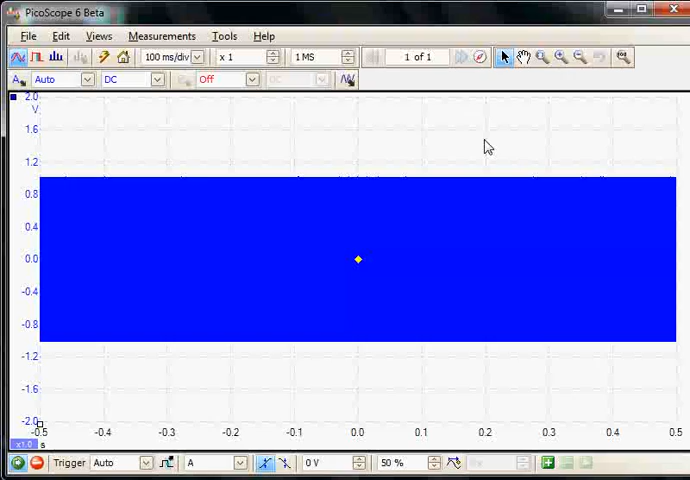 PicoScope 6 Beta
File Edit Views Measurements Tools Help
100 ms/div x 1 1 MS 1 of 1
A Auto DC Off DC
2.0
V
1.6
1.2
0.8
0.4
0.0
-0.4
-0.8
-1.2
-1.6
-2.0
-0.5 -0.4 -0.3 -0.2 -0.1 0.0 0.1 0.2 0.3 0.4 0.5
x1.0 s
Trigger Auto A 0 V 50 %